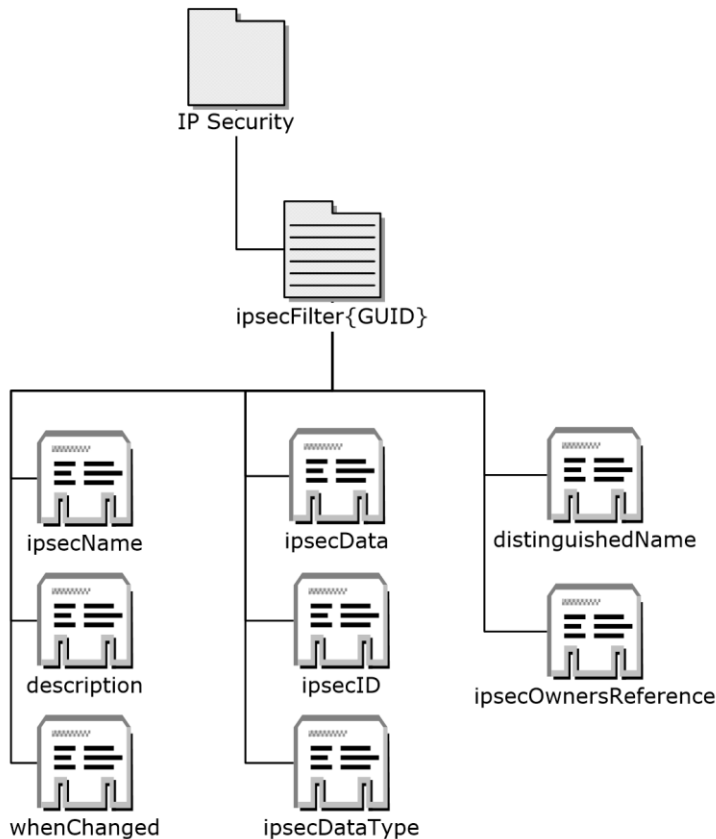 IP Security
ipsecFilter{GUID}
ipsecName
ipsecData
distinguishedName
description
ipsecID
ipsecOwnersReference
whenChanged
ipsecDataType